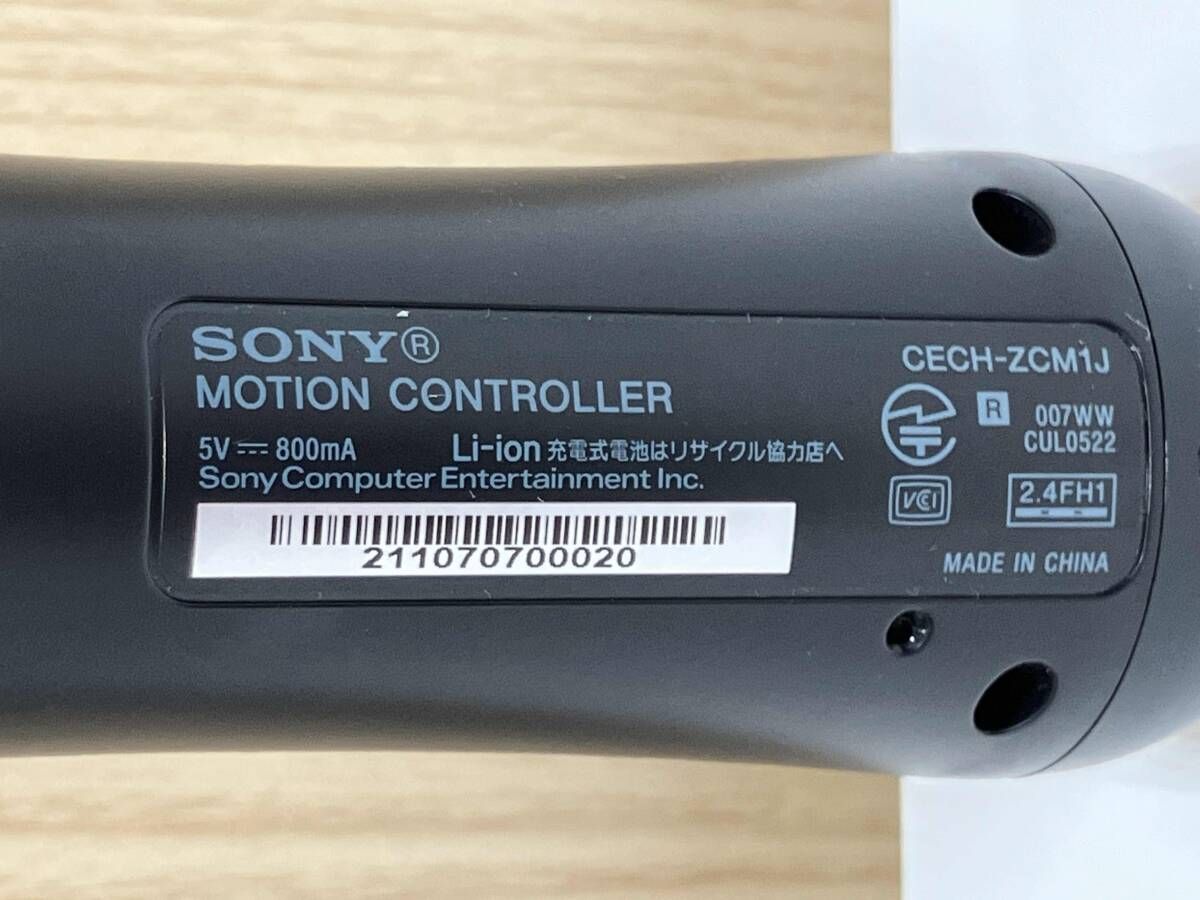 SONY®
MOTION CONTROLLER
5V⎓800mA Li-ion 充電式電池はリサイクル協力店へ
Sony Computer Entertainment Inc.
211070700020
CECH-ZCM1J
R 007WW
CUL0522
VCI 2.4FH1
MADE IN CHINA